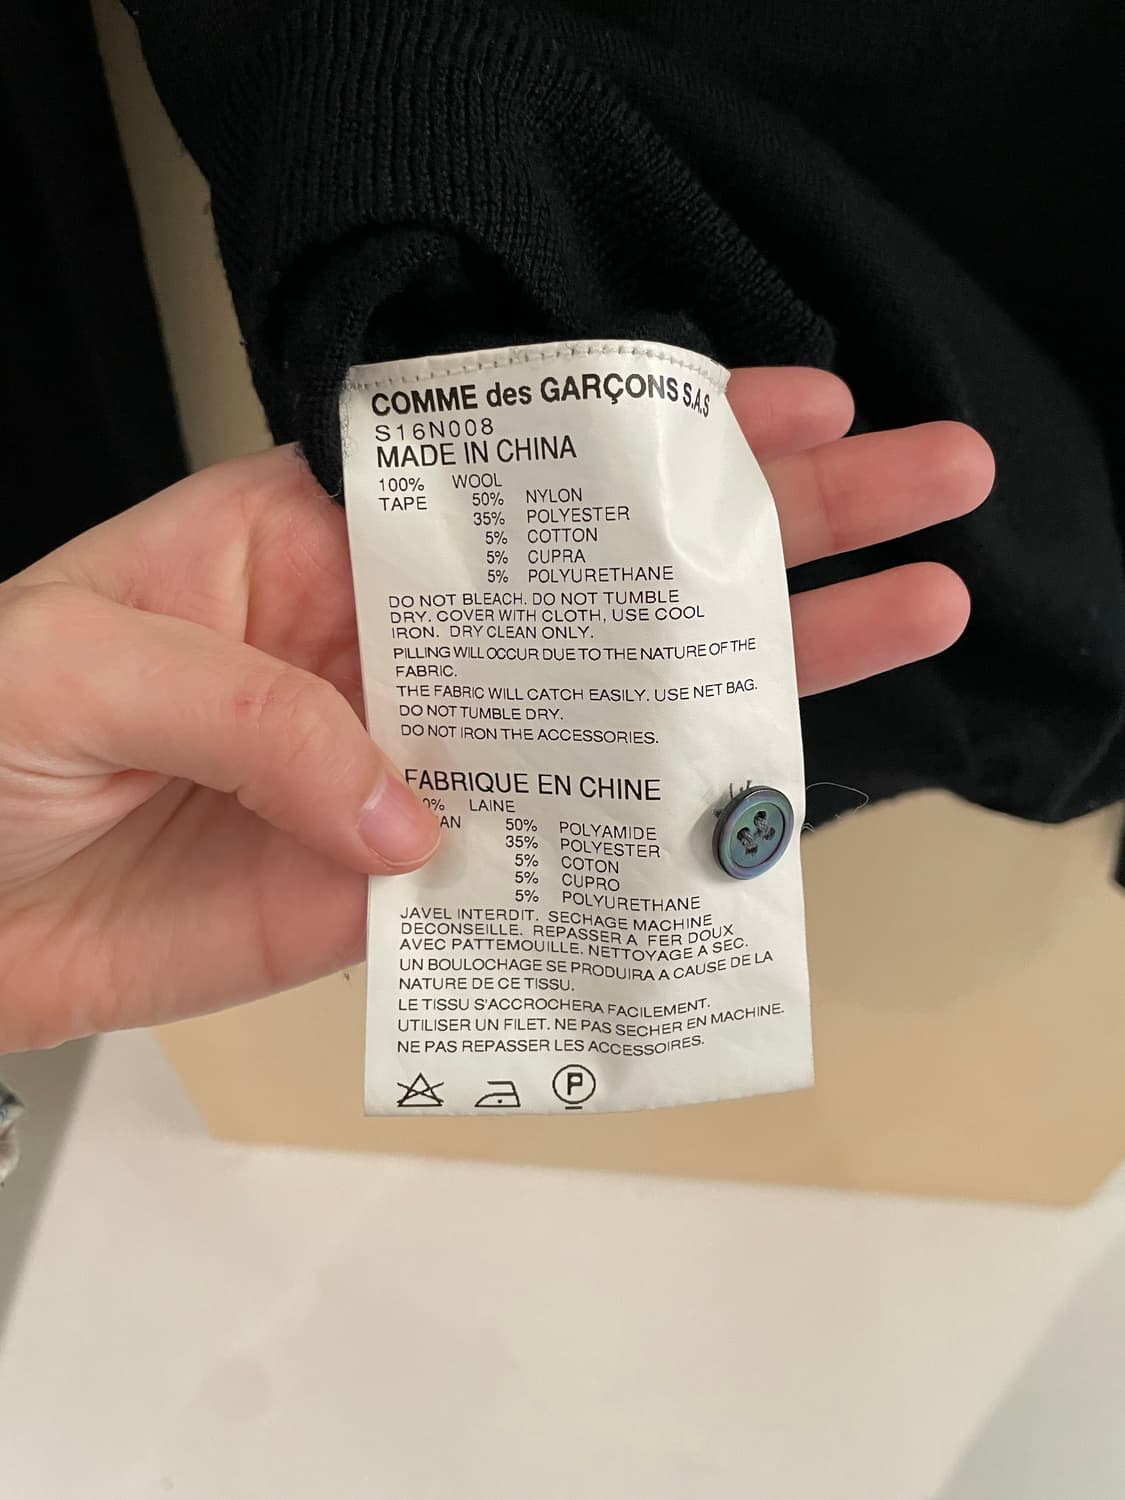 COMME des GARÇONS S.A.S
S16N008
MADE IN CHINA
100% WOOL
TAPE 50% NYLON
35% POLYESTER
5% COTTON
5% CUPRA
5% POLYURETHANE
DO NOT BLEACH. DO NOT TUMBLE
DRY. COVER WITH CLOTH, USE COOL
IRON. DRY CLEAN ONLY.
PILLING WILL OCCUR DUE TO THE NATURE OF THE
FABRIC.
THE FABRIC WILL CATCH EASILY. USE NET BAG.
DO NOT TUMBLE DRY.
DO NOT IRON THE ACCESSORIES.
FABRIQUE EN CHINE
0% LAINE
AN 50% POLYAMIDE
35% POLYESTER
5% COTON
5% CUPRO
5% POLYURETHANE
JAVEL INTERDIT. SECHAGE MACHINE
DECONSEILLE. REPASSER A FER DOUX
AVEC PATTEMOUILLE. NETTOYAGE A SEC.
UN BOULOCHAGE SE PRODUIRA A CAUSE DE LA
NATURE DE CE TISSU.
LE TISSU S'ACCROCHERA FACILEMENT.
UTILISER UN FILET. NE PAS SECHER EN MACHINE.
NE PAS REPASSER LES ACCESSOIRES.
P